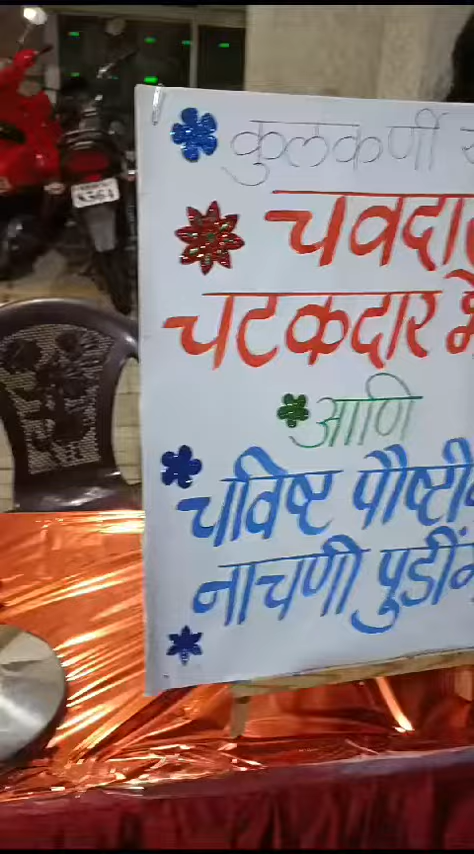 कुलकर्णी
चवदार
चटकदार
आणि
चविष्ट पौष्टीक
नाचणी पुडींग